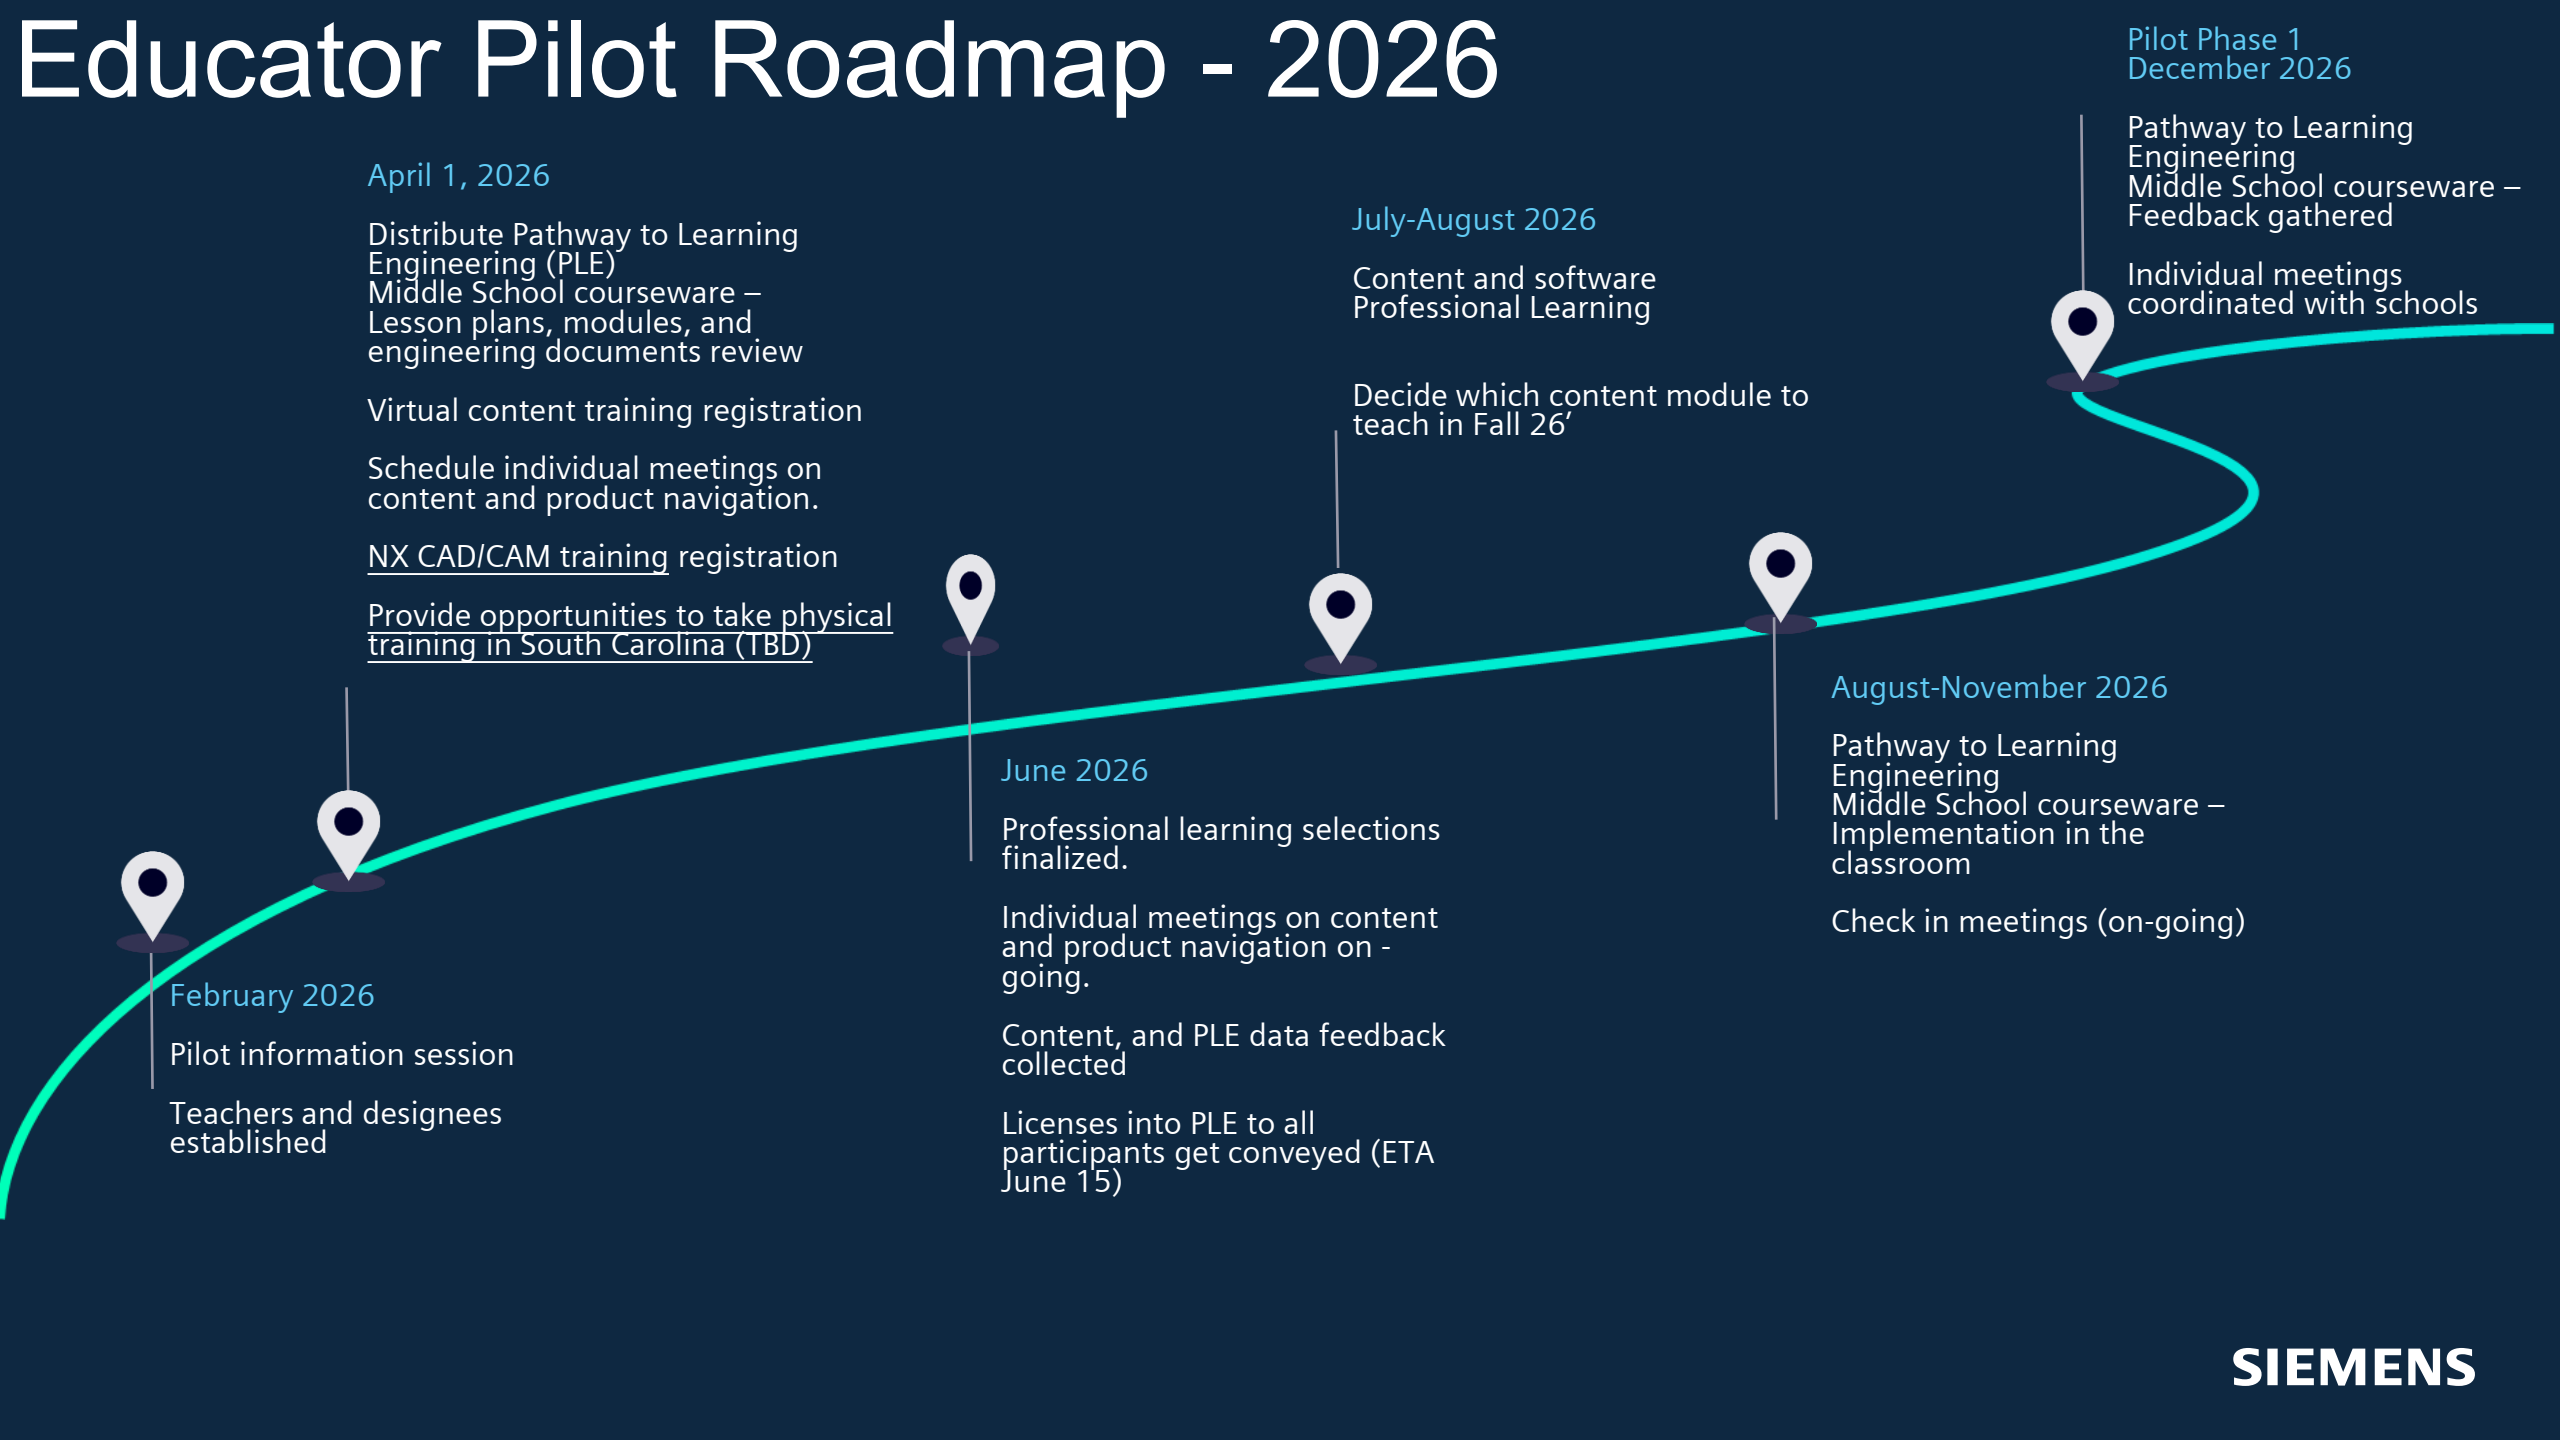 Educator Pilot Roadmap - 2026
February 2026
Pilot information session
Teachers and designees
established
April 1, 2026
Distribute Pathway to Learning
Engineering (PLE)
Middle School courseware –
Lesson plans, modules, and
engineering documents review
Virtual content training registration
Schedule individual meetings on
content and product navigation.
NX CAD/CAM training registration
Provide opportunities to take physical
training in South Carolina (TBD)
June 2026
Professional learning selections
finalized.
Individual meetings on content
and product navigation on -
going.
Content, and PLE data feedback
collected
Licenses into PLE to all
participants get conveyed (ETA
June 15)
July-August 2026
Content and software
Professional Learning
Decide which content module to
teach in Fall 26’
August-November 2026
Pathway to Learning
Engineering
Middle School courseware –
Implementation in the
classroom
Check in meetings (on-going)
Pilot Phase 1
December 2026
Pathway to Learning
Engineering
Middle School courseware –
Feedback gathered
Individual meetings
coordinated with schools
SIEMENS